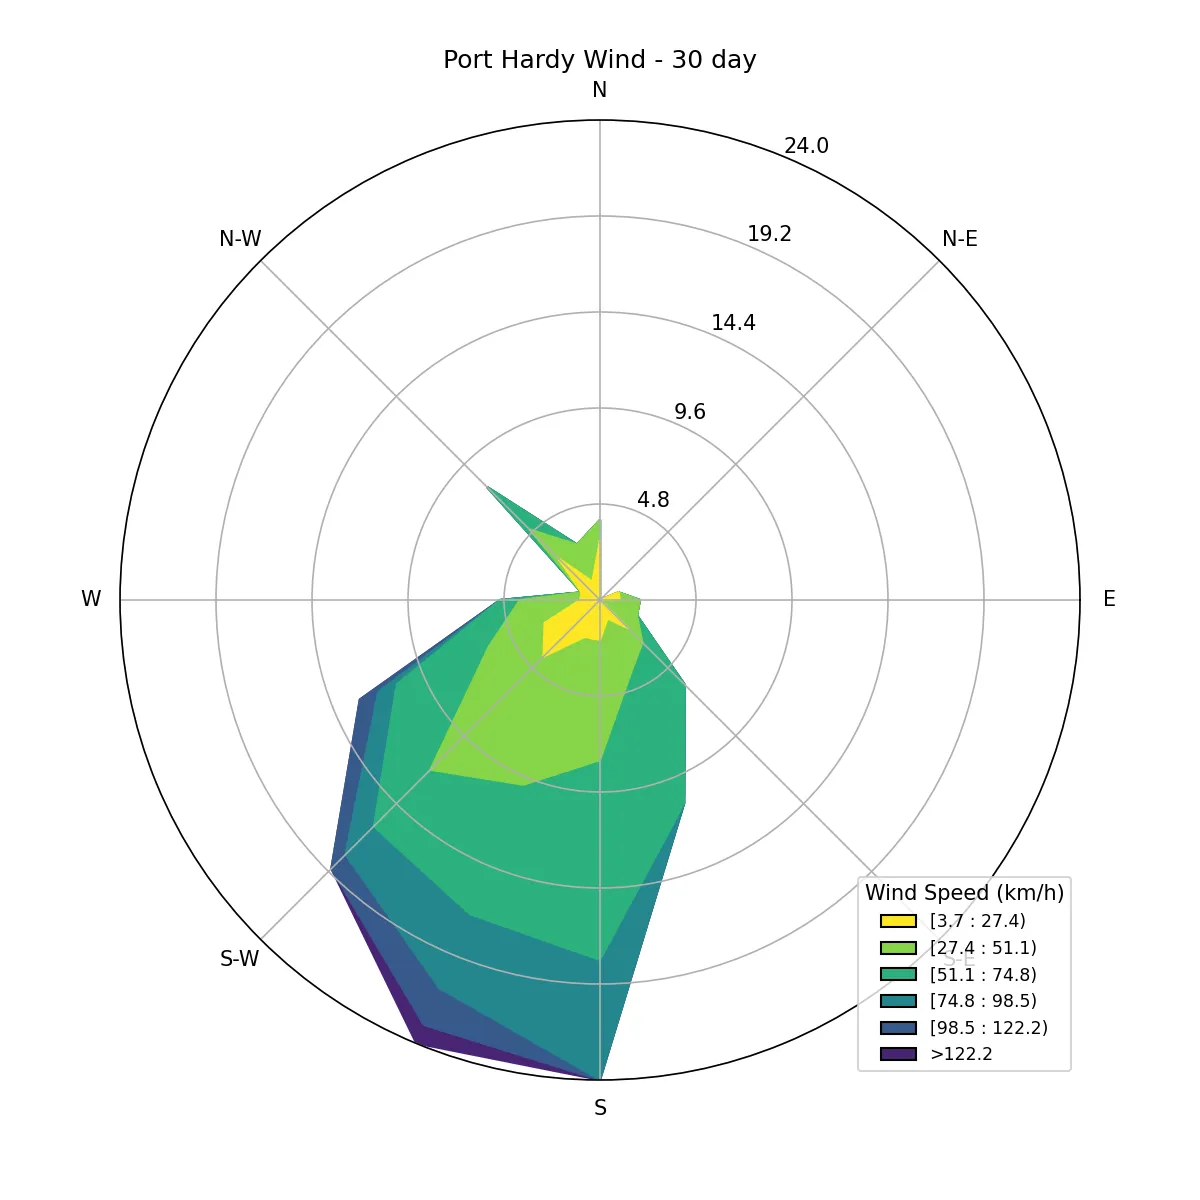 Port Hardy Wind - 30 day
N
24.0
19.2
N-W
N-E
14.4
9.6
4.8
W
E
S-W
S-E
S
Wind Speed (km/h)
[3.7 : 27.4)
[27.4 : 51.1)
[51.1 : 74.8)
[74.8 : 98.5)
[98.5 : 122.2)
>122.2